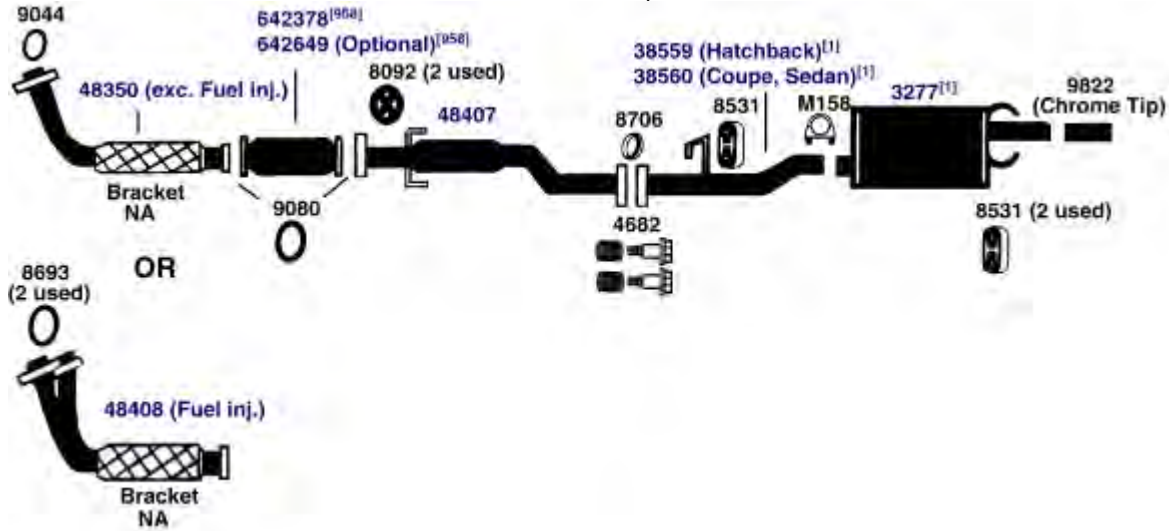 9044
642378[958]
642649 (Optional)[958]
8092 (2 used)
48350 (exc. Fuel inj.)
48407
38559 (Hatchback)[1]
38560 (Coupe, Sedan)[1]
8706
8531
M158
3277[1]
9822
(Chrome Tip)
Bracket
NA
9080
4682
8531 (2 used)
OR
8693
(2 used)
48408 (Fuel inj.)
Bracket
NA